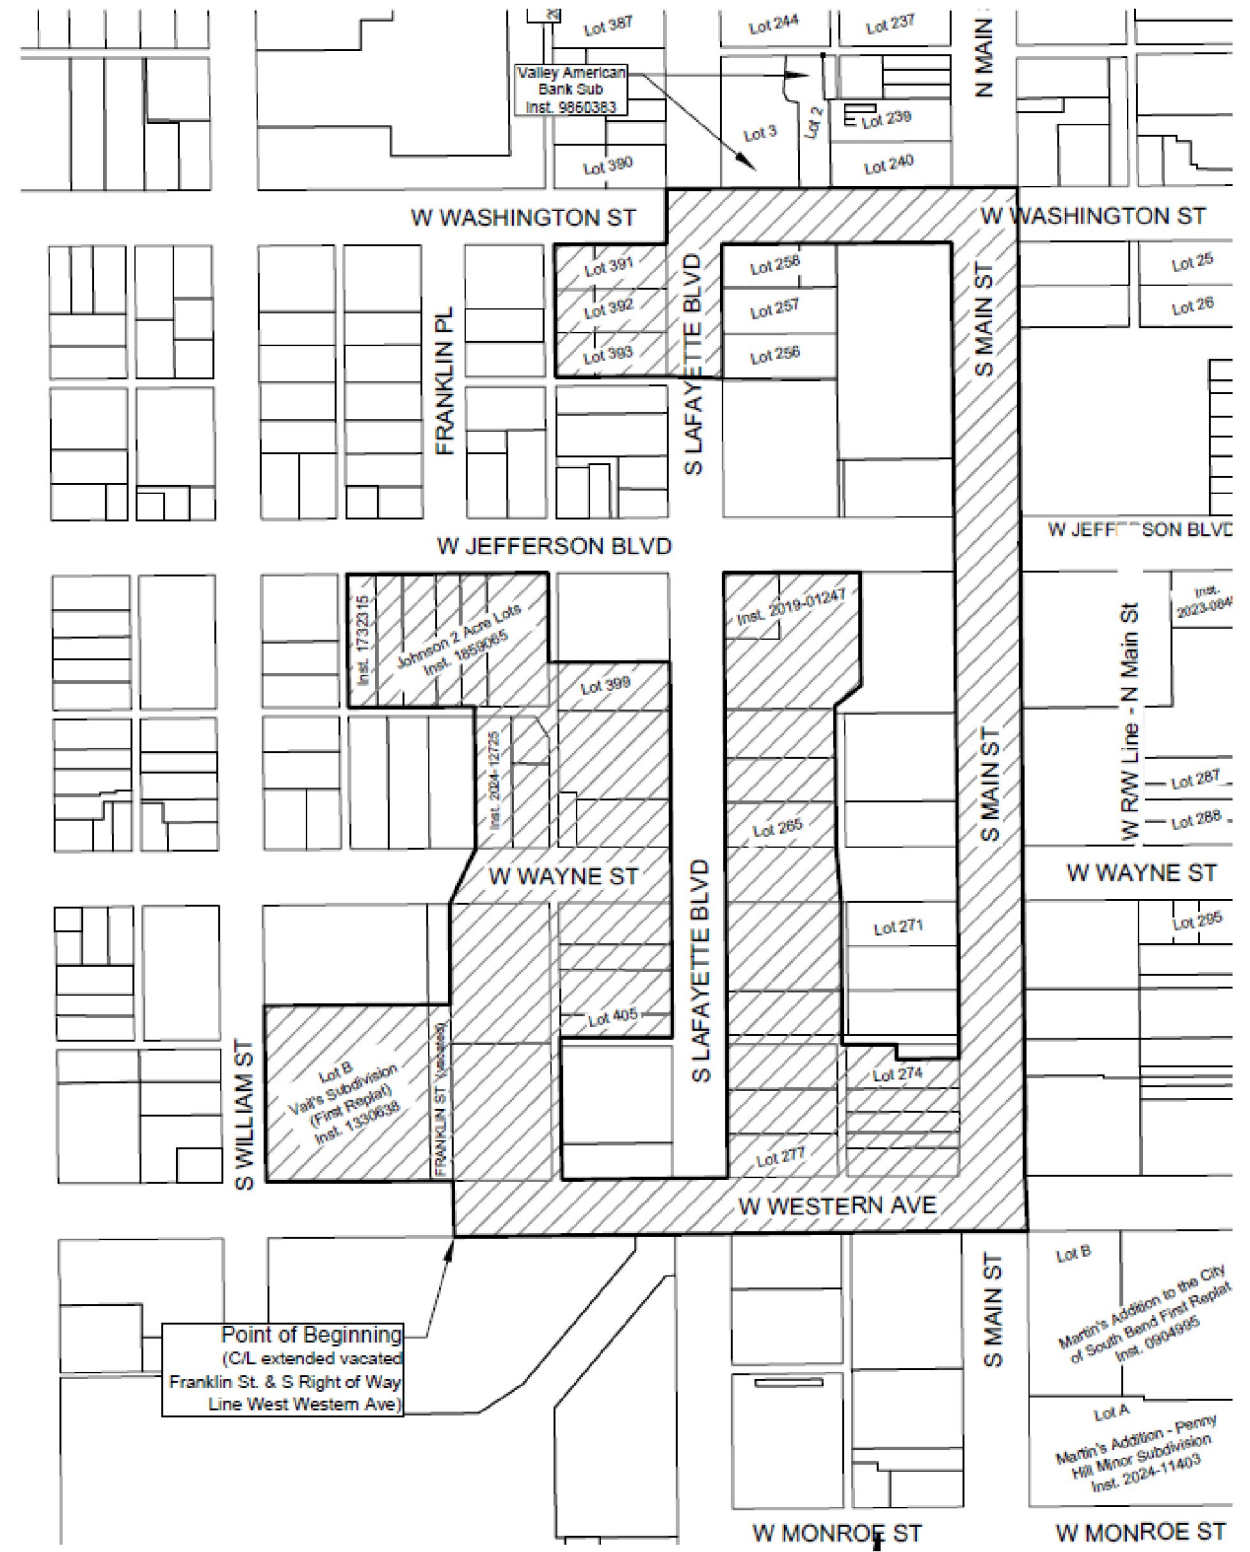 Lot 387
Lot 244
Lot 237
N MAIN
Valley American
Bank Sub
Inst. 9860383
Lot 3
Lot 2
Lot 239
Lot 390
Lot 240
W WASHINGTON ST
W WASHINGTON ST
Lot 391
Lot 258
Lot 25
Lot 392
Lot 257
Lot 26
Lot 393
Lot 256
FRANKLIN PL
S LAFAYETTE BLVD
S MAIN ST
W JEFFERSON BLVD
W JEFF SON BLVD
Inst. 1732315
Johnson 2 Acre Lots
Inst. 1859065
Inst. 2019-01247
Inst.
2023-084
Lot 399
W R/W Line - N Main St
Inst. 2024-12725
S MAIN ST
Lot 287
Lot 265
Lot 288
W WAYNE ST
W WAYNE ST
S LAFAYETTE BLVD
Lot 271
Lot 295
Lot 405
S WILLIAM ST
Lot B
Vail's Subdivision
(First Replat)
Inst. 1330638
FRANKLIN ST (vacated)
Lot 274
Lot 277
W WESTERN AVE
S MAIN ST
Lot B
Martin's Addition to the City
of South Bend First Replat
Inst. 0904995
Point of Beginning
(C/L extended vacated
Franklin St. & S Right of Way
Line West Western Ave)
Lot A
Martin's Addition - Penny
Hill Minor Subdivision
Inst. 2024-11403
W MONROE ST
W MONROE ST